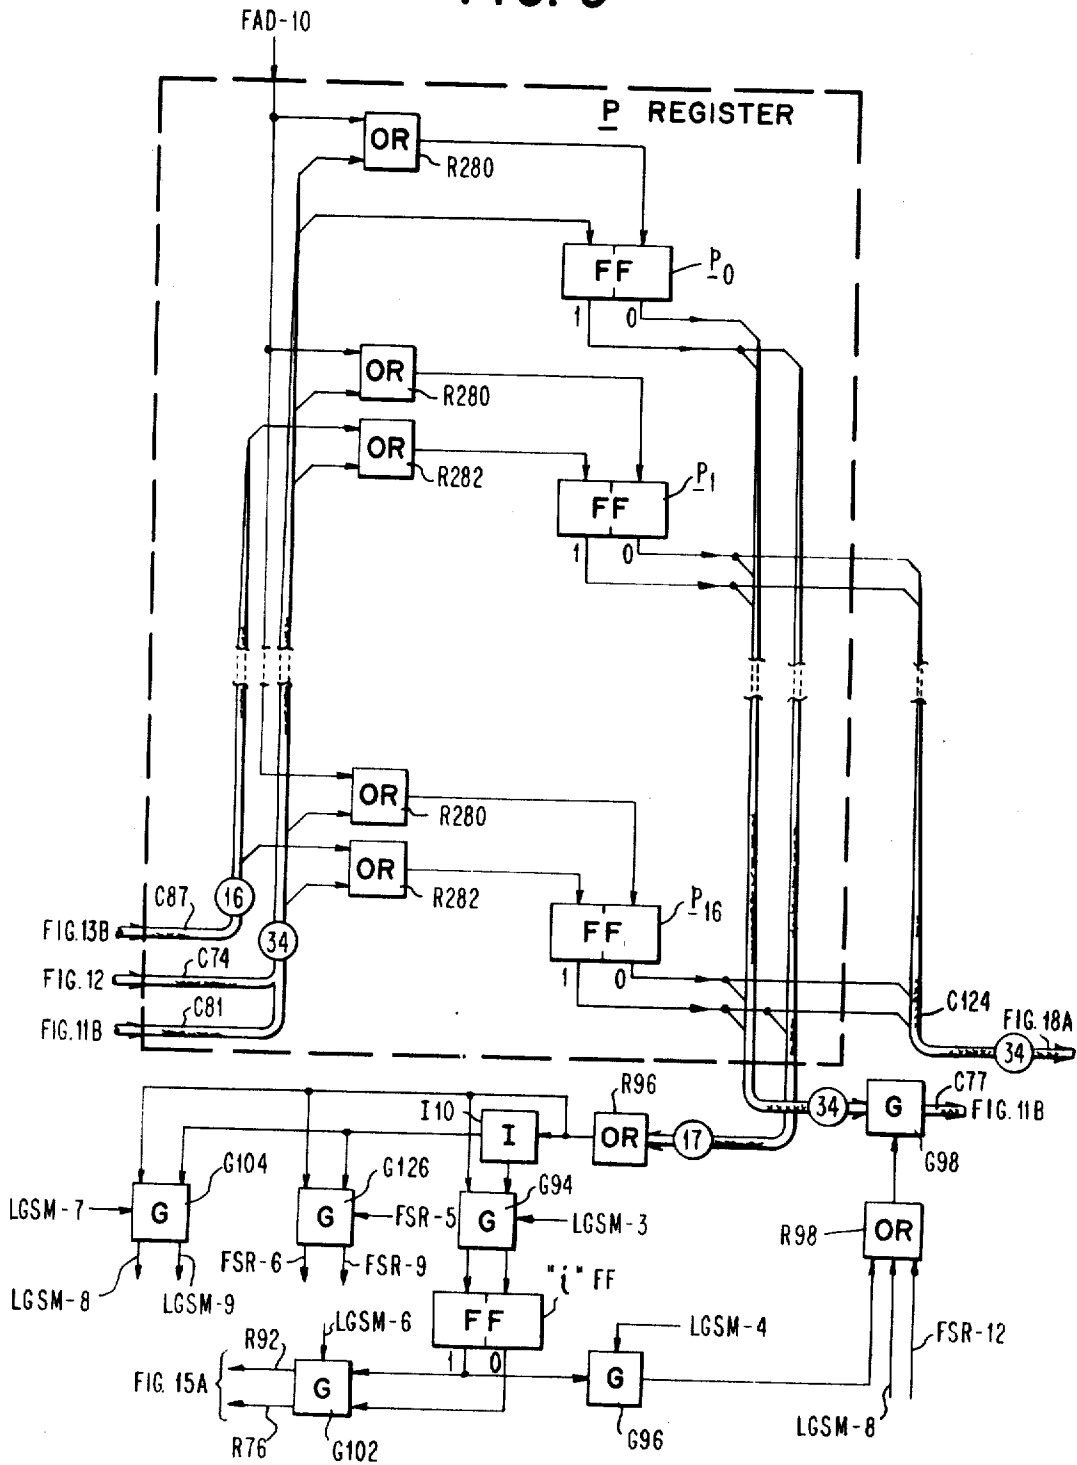 FAD-10
P REGISTER
OR
R280
FF
P0
1 0
OR
R280
OR
R282
FF
P1
1 0
OR
R280
OR
R282
FF
P16
1 0
C87
16
FIG.13B
34
C74
FIG.12
C81
FIG.11B
C124
FIG.18A
34
C77
R96
I10
I
OR
17
34
G
FIG.11B
G98
G104
G126
G94
LGSM-7
G
G
FSR-5
G
LGSM-3
R98
OR
LGSM-8
LGSM-9
FSR-6
FSR-9
"i" FF
FF
1 0
LGSM-6
LGSM-4
FSR-12
R92
FIG. 15A
G
G
R76
G102
G96
LGSM-8